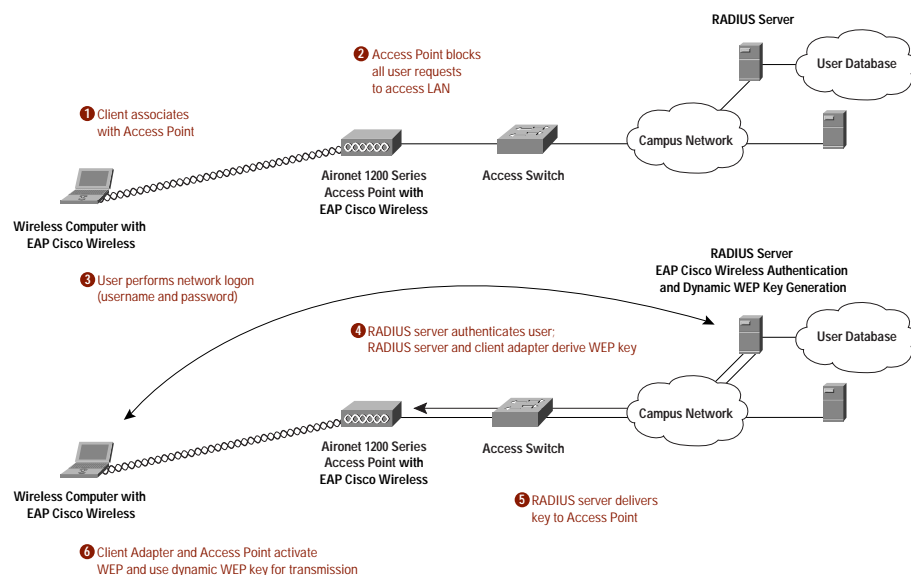 RADIUS Server
2 Access Point blocks
all user requests
to access LAN
User Database
1 Client associates
with Access Point
Campus Network
Aironet 1200 Series
Access Point with
EAP Cisco Wireless
Access Switch
Wireless Computer with
EAP Cisco Wireless
RADIUS Server
EAP Cisco Wireless Authentication
and Dynamic WEP Key Generation
3 User performs network logon
(username and password)
4 RADIUS server authenticates user;
RADIUS server and client adapter derive WEP key
User Database
Campus Network
Aironet 1200 Series
Access Point with
EAP Cisco Wireless
Access Switch
Wireless Computer with
EAP Cisco Wireless
5 RADIUS server delivers
key to Access Point
6 Client Adapter and Access Point activate
WEP and use dynamic WEP key for transmission